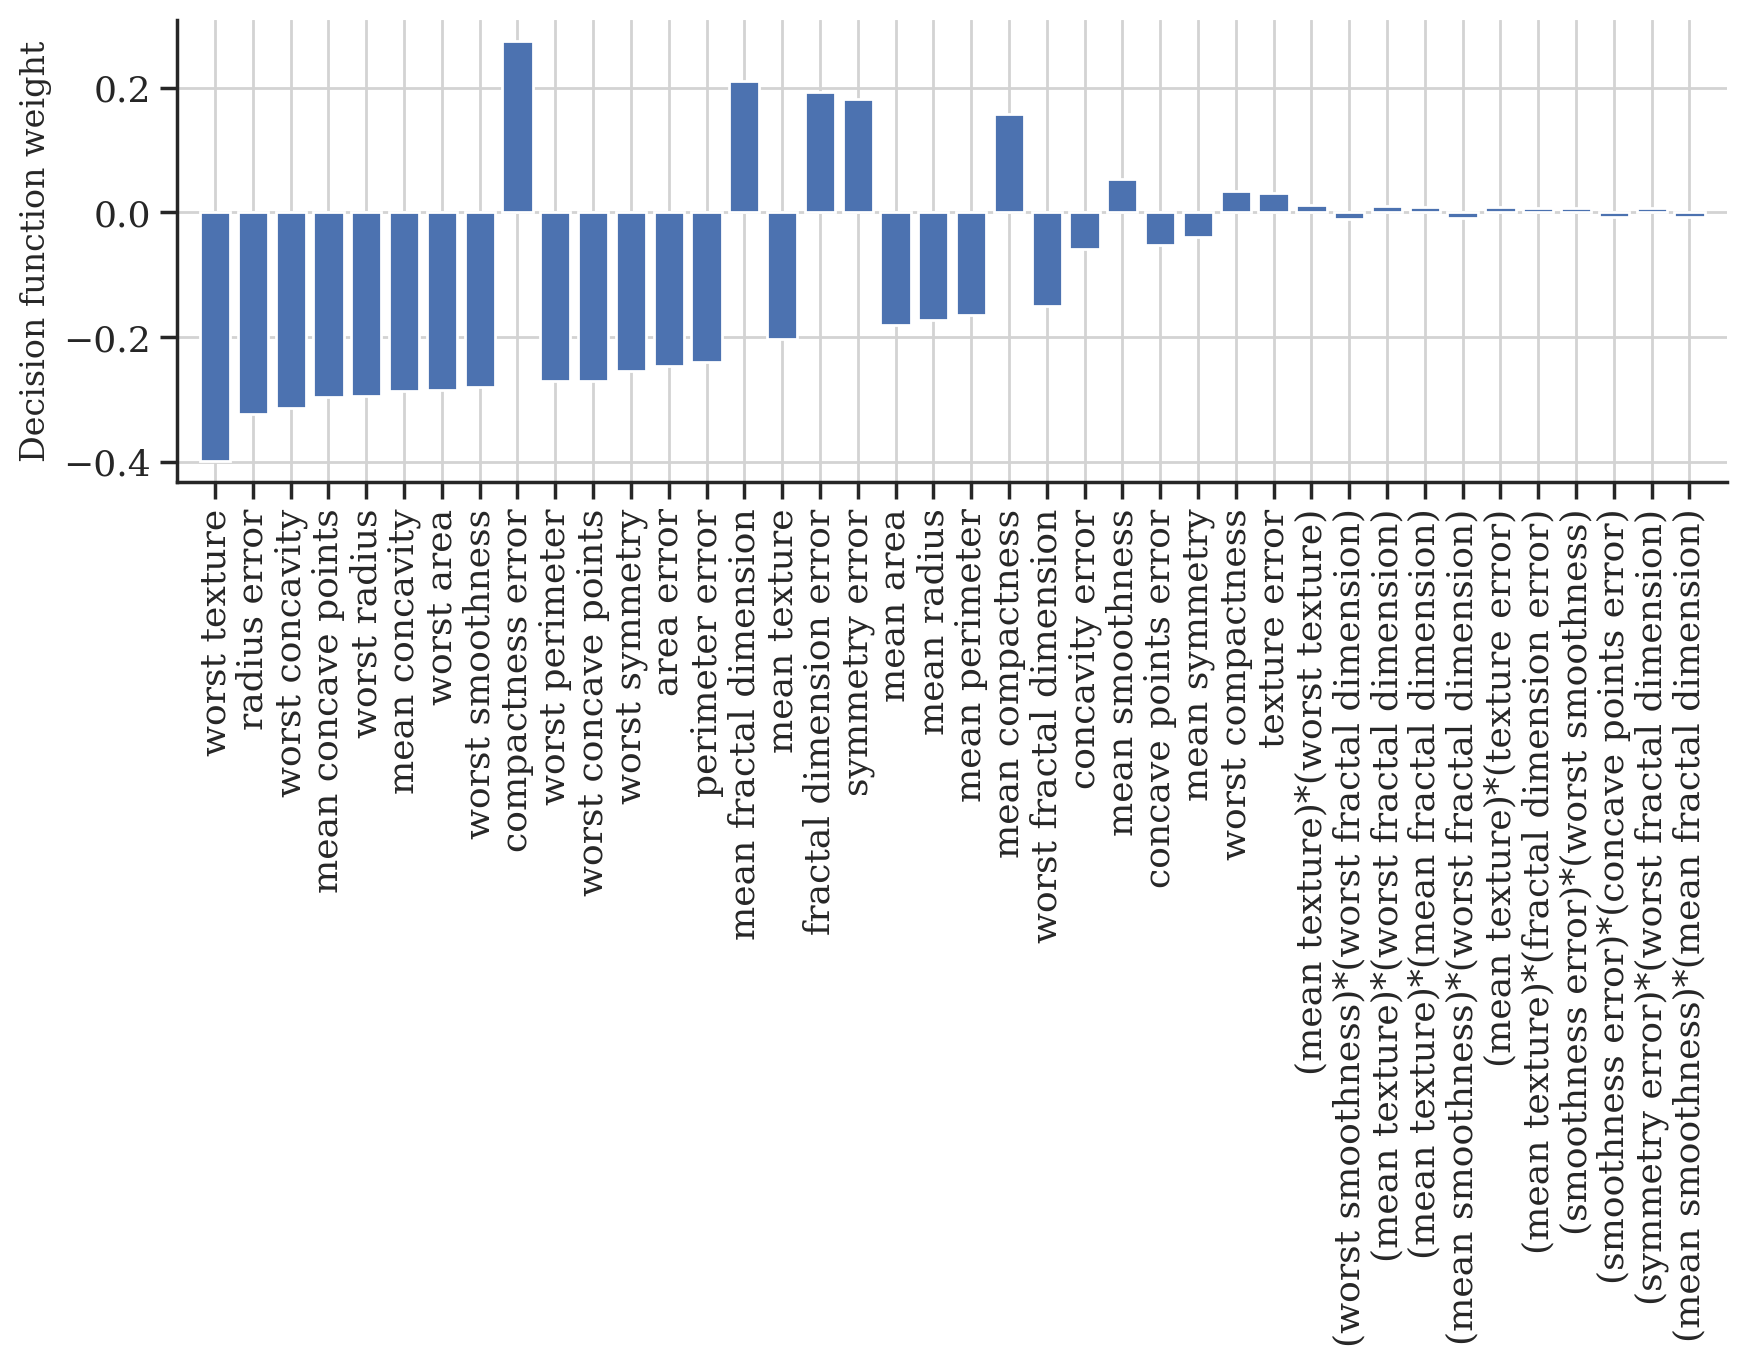 Decision function weight
0.2
0.0
−0.2
−0.4
worst texture
radius error
worst concavity
mean concave points
worst radius
mean concavity
worst area
worst smoothness
compactness error
worst perimeter
worst concave points
worst symmetry
area error
perimeter error
mean fractal dimension
mean texture
fractal dimension error
symmetry error
mean area
mean radius
mean perimeter
mean compactness
worst fractal dimension
concavity error
mean smoothness
concave points error
mean symmetry
worst compactness
texture error
(mean texture)*(worst texture)
(worst smoothness)*(worst fractal dimension)
(mean texture)*(worst fractal dimension)
(mean texture)*(mean fractal dimension)
(mean smoothness)*(worst fractal dimension)
(mean texture)*(texture error)
(mean texture)*(fractal dimension error)
(smoothness error)*(worst smoothness)
(smoothness error)*(concave points error)
(symmetry error)*(worst fractal dimension)
(mean smoothness)*(mean fractal dimension)